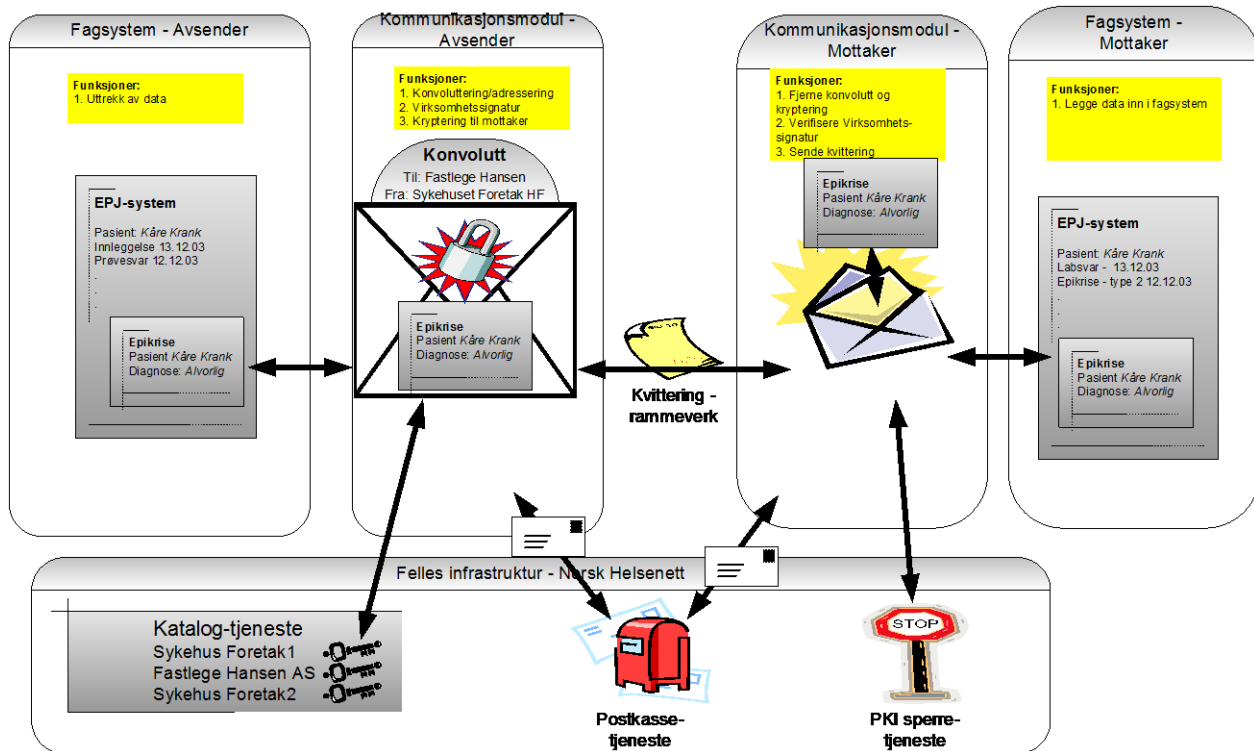 Fagsystem - Avsender
Funksjoner:
1. Uttrekk av data
EPJ-system
Pasient: Kåre Krank
Innleggelse 13.12.03
Prøvesvar 12.12.03
.
.
Epikrise
Pasient Kåre Krank
Diagnose: Alvorlig
Kommunikasjonsmodul -
Avsender
Funksjoner:
1. Konvoluttering/adressering
2. Virksomhetssignatur
3. Kryptering til mottaker
Konvolutt
Til: Fastlege Hansen
Fra: Sykehuset Foretak HF
Epikrise
Pasient Kåre Krank
Diagnose: Alvorlig
Kvittering -
rammeverk
Kommunikasjonsmodul -
Mottaker
Funksjoner:
1. Fjerne konvolutt og
kryptering
2. Verifisere Virksomhets-
signatur
3. Sende kvittering
Epikrise
Pasient Kåre Krank
Diagnose: Alvorlig
Fagsystem -
Mottaker
Funksjoner:
1. Legge data inn i fagsystem
EPJ-system
Pasient: Kåre Krank
Labsvar - 13.12.03
Epikrise - type 2 12.12.03
.
.
Epikrise
Pasient Kåre Krank
Diagnose: Alvorlig
Felles infrastruktur - Norsk Helsenett
Katalog-tjeneste
Sykehus Foretak1
Fastlege Hansen AS
Sykehus Foretak2
Postkasse-
tjeneste
STOP
PKI sperre-
tjeneste